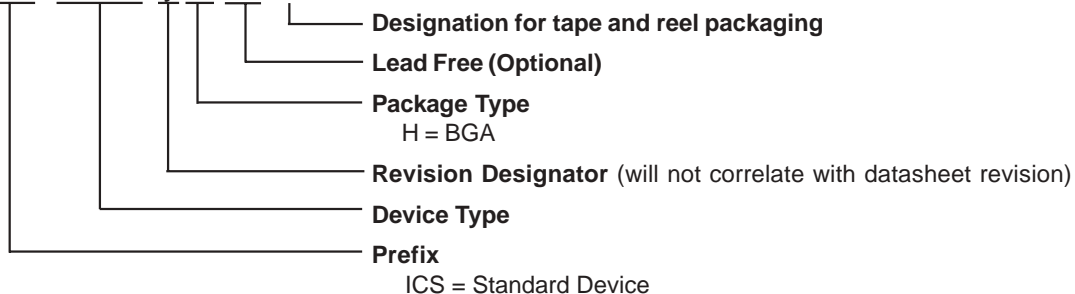 Designation for tape and reel packaging
Lead Free (Optional)
Package Type
H = BGA
Revision Designator (will not correlate with datasheet revision)
Device Type
Prefix
ICS = Standard Device